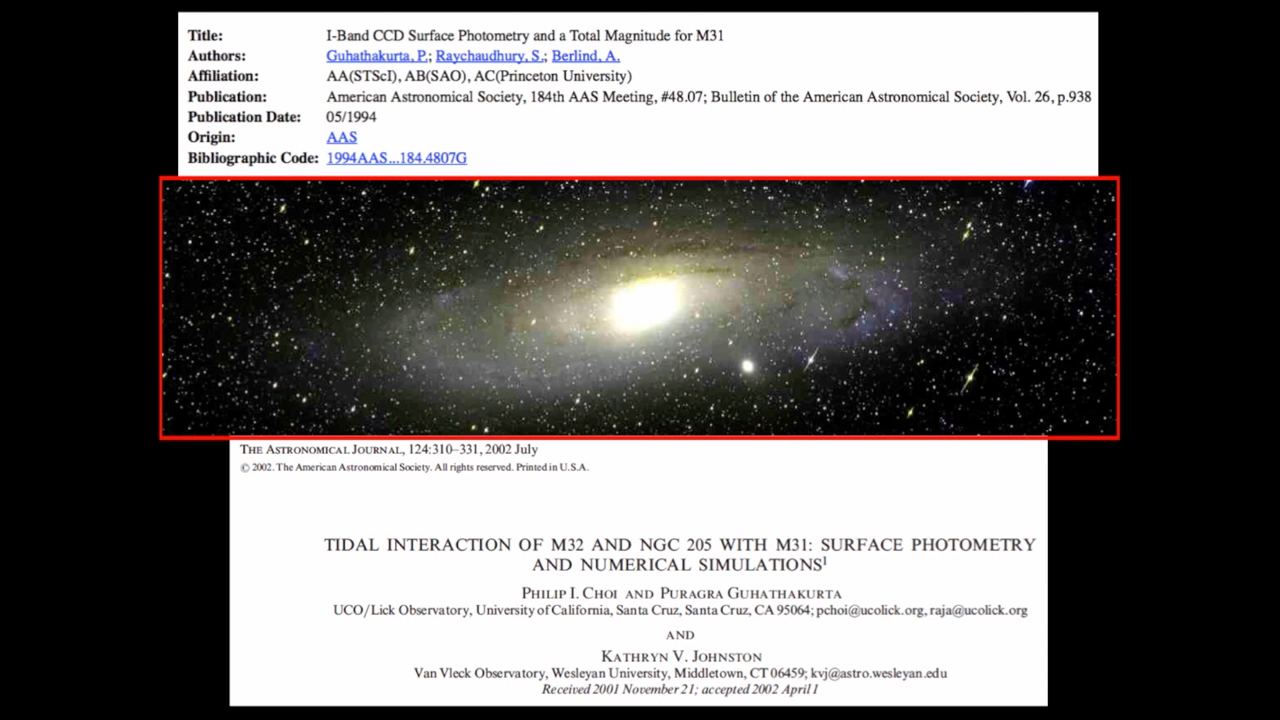 Title: I-Band CCD Surface Photometry and a Total Magnitude for M31
Authors: Guhathakurta, P.; Raychaudhury, S.; Berlind, A.
Affiliation: AA(STScI), AB(SAO), AC(Princeton University)
Publication: American Astronomical Society, 184th AAS Meeting, #48.07; Bulletin of the American Astronomical Society, Vol. 26, p.938
Publication Date: 05/1994
Origin: AAS
Bibliographic Code: 1994AAS...184.4807G
THE ASTRONOMICAL JOURNAL, 124:310–331, 2002 July
© 2002. The American Astronomical Society. All rights reserved. Printed in U.S.A.
TIDAL INTERACTION OF M32 AND NGC 205 WITH M31: SURFACE PHOTOMETRY
AND NUMERICAL SIMULATIONS¹
PHILIP I. CHOI AND PURAGRA GUHATHAKURTA
UCO/Lick Observatory, University of California, Santa Cruz, Santa Cruz, CA 95064; pchoi@ucolick.org, raja@ucolick.org
AND
KATHRYN V. JOHNSTON
Van Vleck Observatory, Wesleyan University, Middletown, CT 06459; kvj@astro.wesleyan.edu
Received 2001 November 21; accepted 2002 April 1